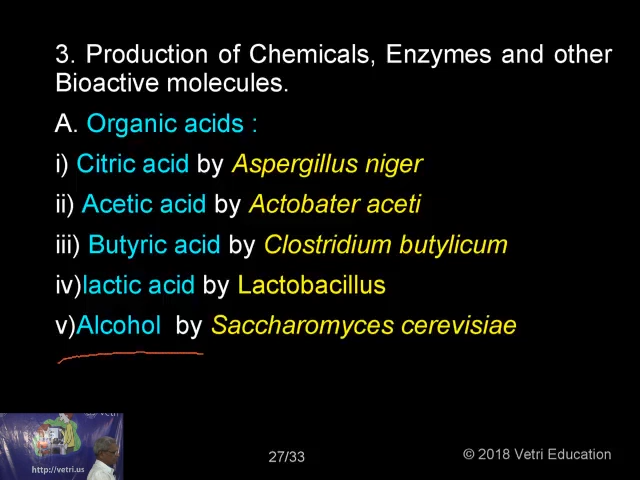 3. Production of Chemicals, Enzymes and other
Bioactive molecules.
A. Organic acids :
i) Citric acid by Aspergillus niger
ii) Acetic acid by Actobater aceti
iii) Butyric acid by Clostridium butylicum
iv)lactic acid by Lactobacillus
v)Alcohol by Saccharomyces cerevisiae
Vetri
http://vetri.us
27/33
© 2018 Vetri Education